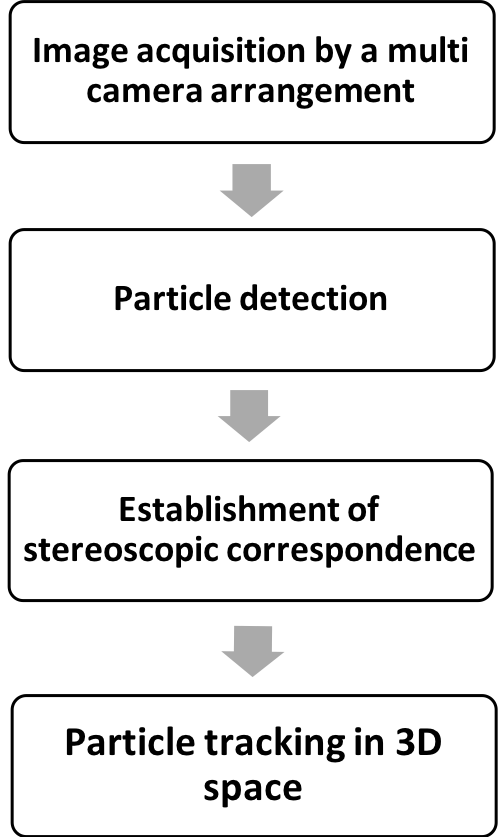 Image acquisition by a multi
camera arrangement
Particle detection
Establishment of
stereoscopic correspondence
Particle tracking in 3D
space